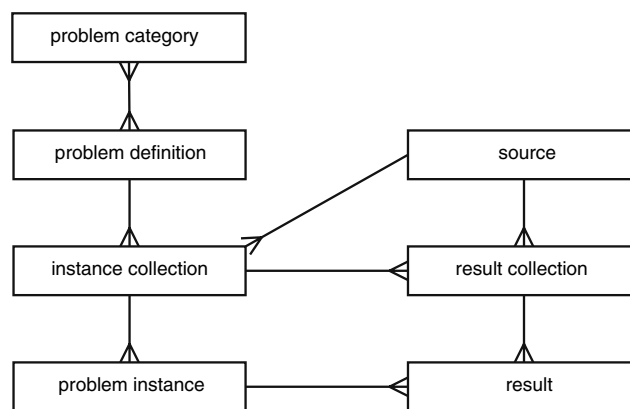 problem category
problem definition
source
instance collection
result collection
problem instance
result